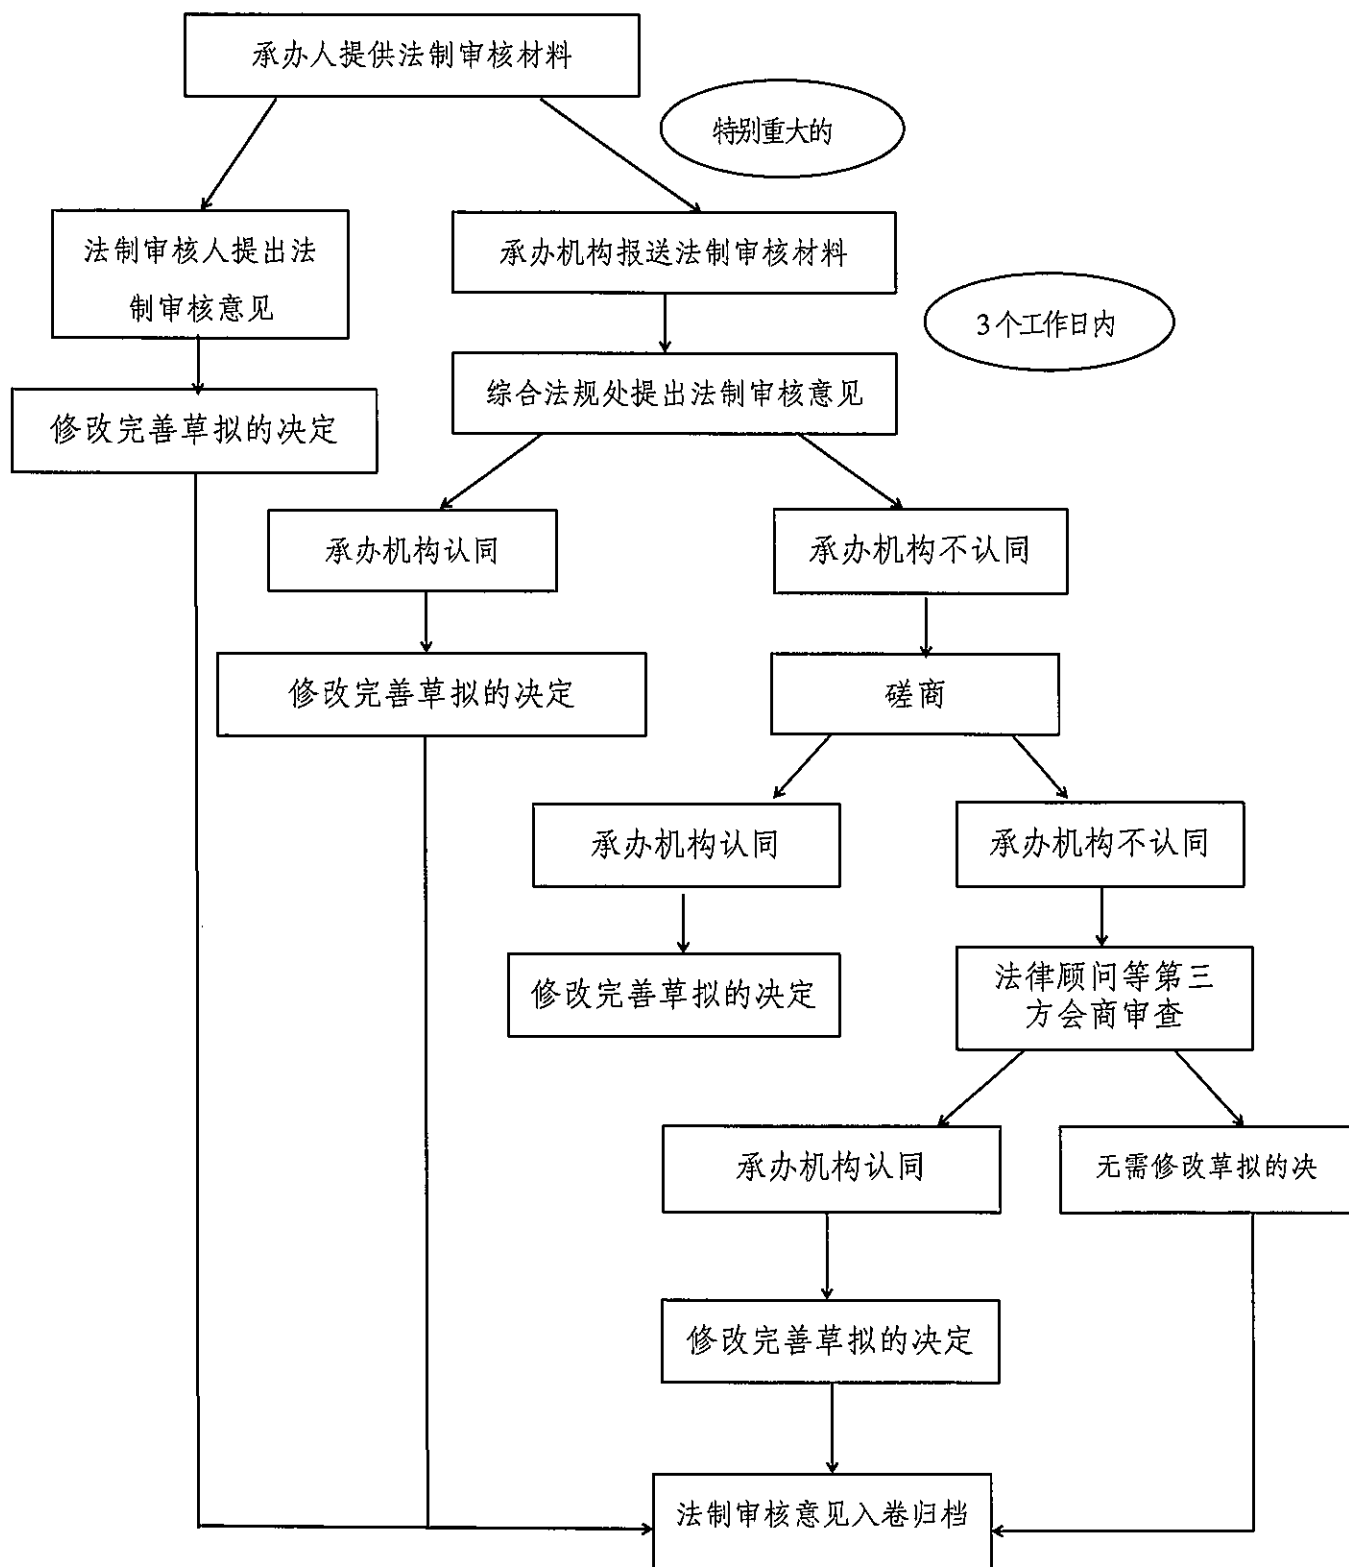 承办人提供法制审核材料
特别重大的
法制审核人提出法
制审核意见
承办机构报送法制审核材料
3个工作日内
综合法规处提出法制审核意见
修改完善草拟的决定
承办机构认同
承办机构不认同
修改完善草拟的决定
磋商
承办机构认同
承办机构不认同
修改完善草拟的决定
法律顾问等第三
方会商审查
承办机构认同
无需修改草拟的决
修改完善草拟的决定
法制审核意见入卷归档